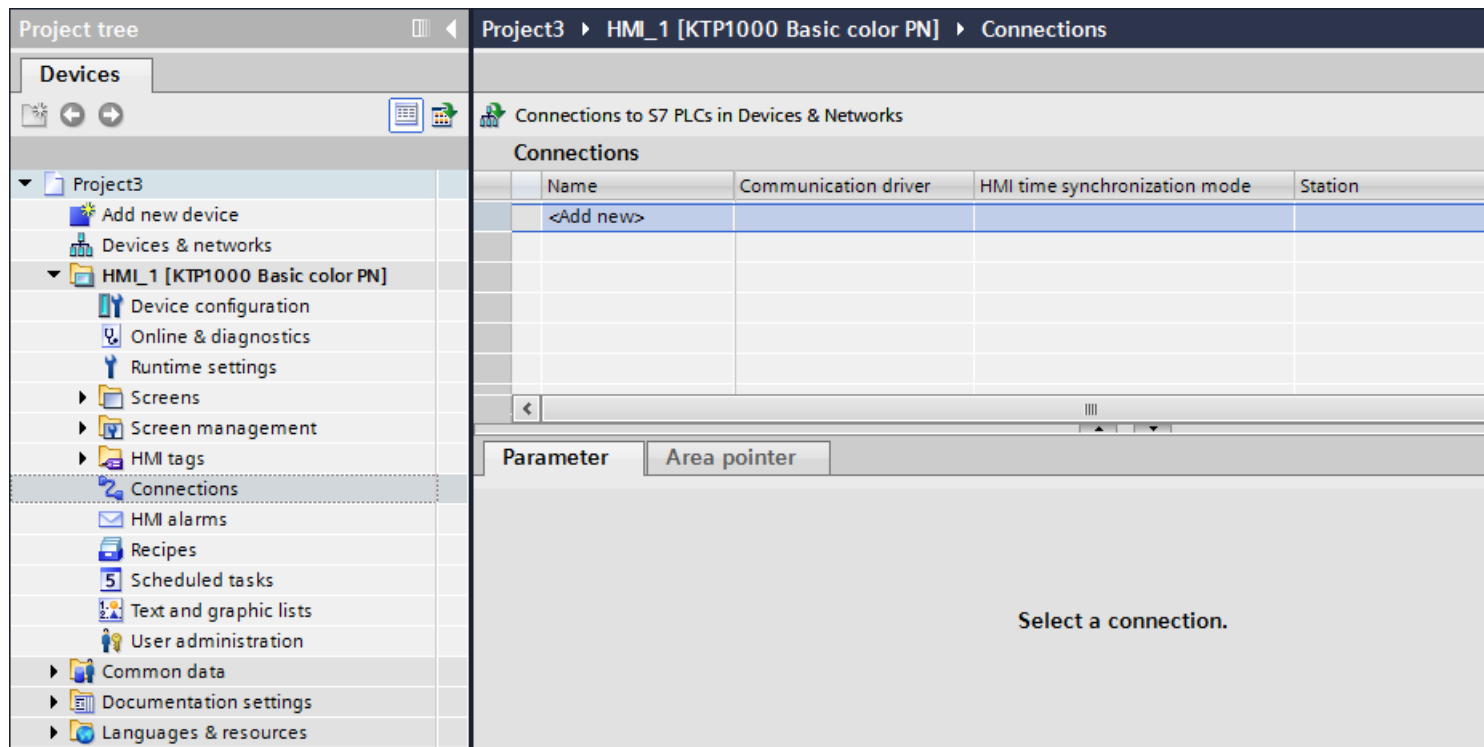 Project tree
Devices
Project3
Add new device
Devices & networks
HMI_1 [KTP1000 Basic color PN]
Device configuration
Online & diagnostics
Runtime settings
Screens
Screen management
HMI tags
Connections
HMI alarms
Recipes
5 Scheduled tasks
Text and graphic lists
User administration
Common data
Documentation settings
Languages & resources
Project3 HMI_1 [KTP1000 Basic color PN] Connections
Connections to S7 PLCs in Devices & Networks
Connections
Name Communication driver HMI time synchronization mode Station
<Add new>
Parameter Area pointer
Select a connection.